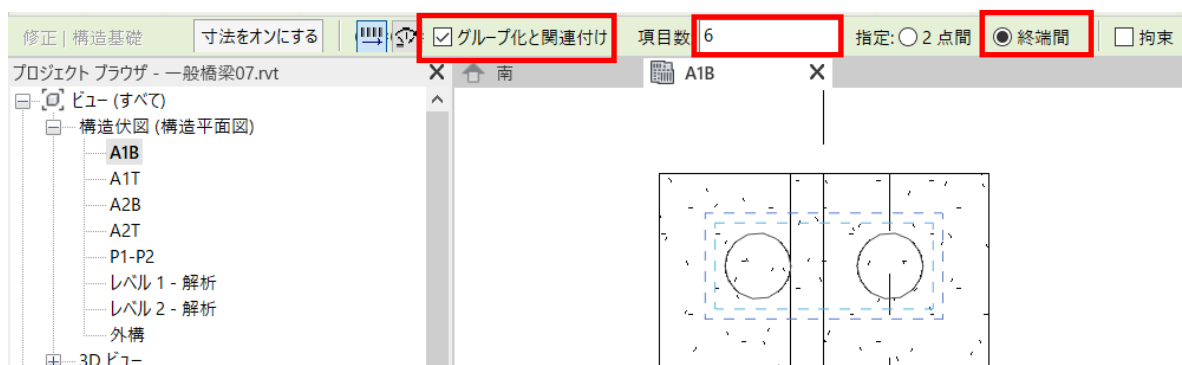 修正 | 構造基礎 寸法をオンにする グループ化と関連付け 項目数: 6 指定: 2 点間 終端間 拘束
プロジェクト ブラウザ - 一般橋梁07.rvt 南 A1B
ビュー (すべて)
構造伏図 (構造平面図)
A1B
A1T
A2B
A2T
P1-P2
レベル 1 - 解析
レベル 2 - 解析
外構
3D ビュー